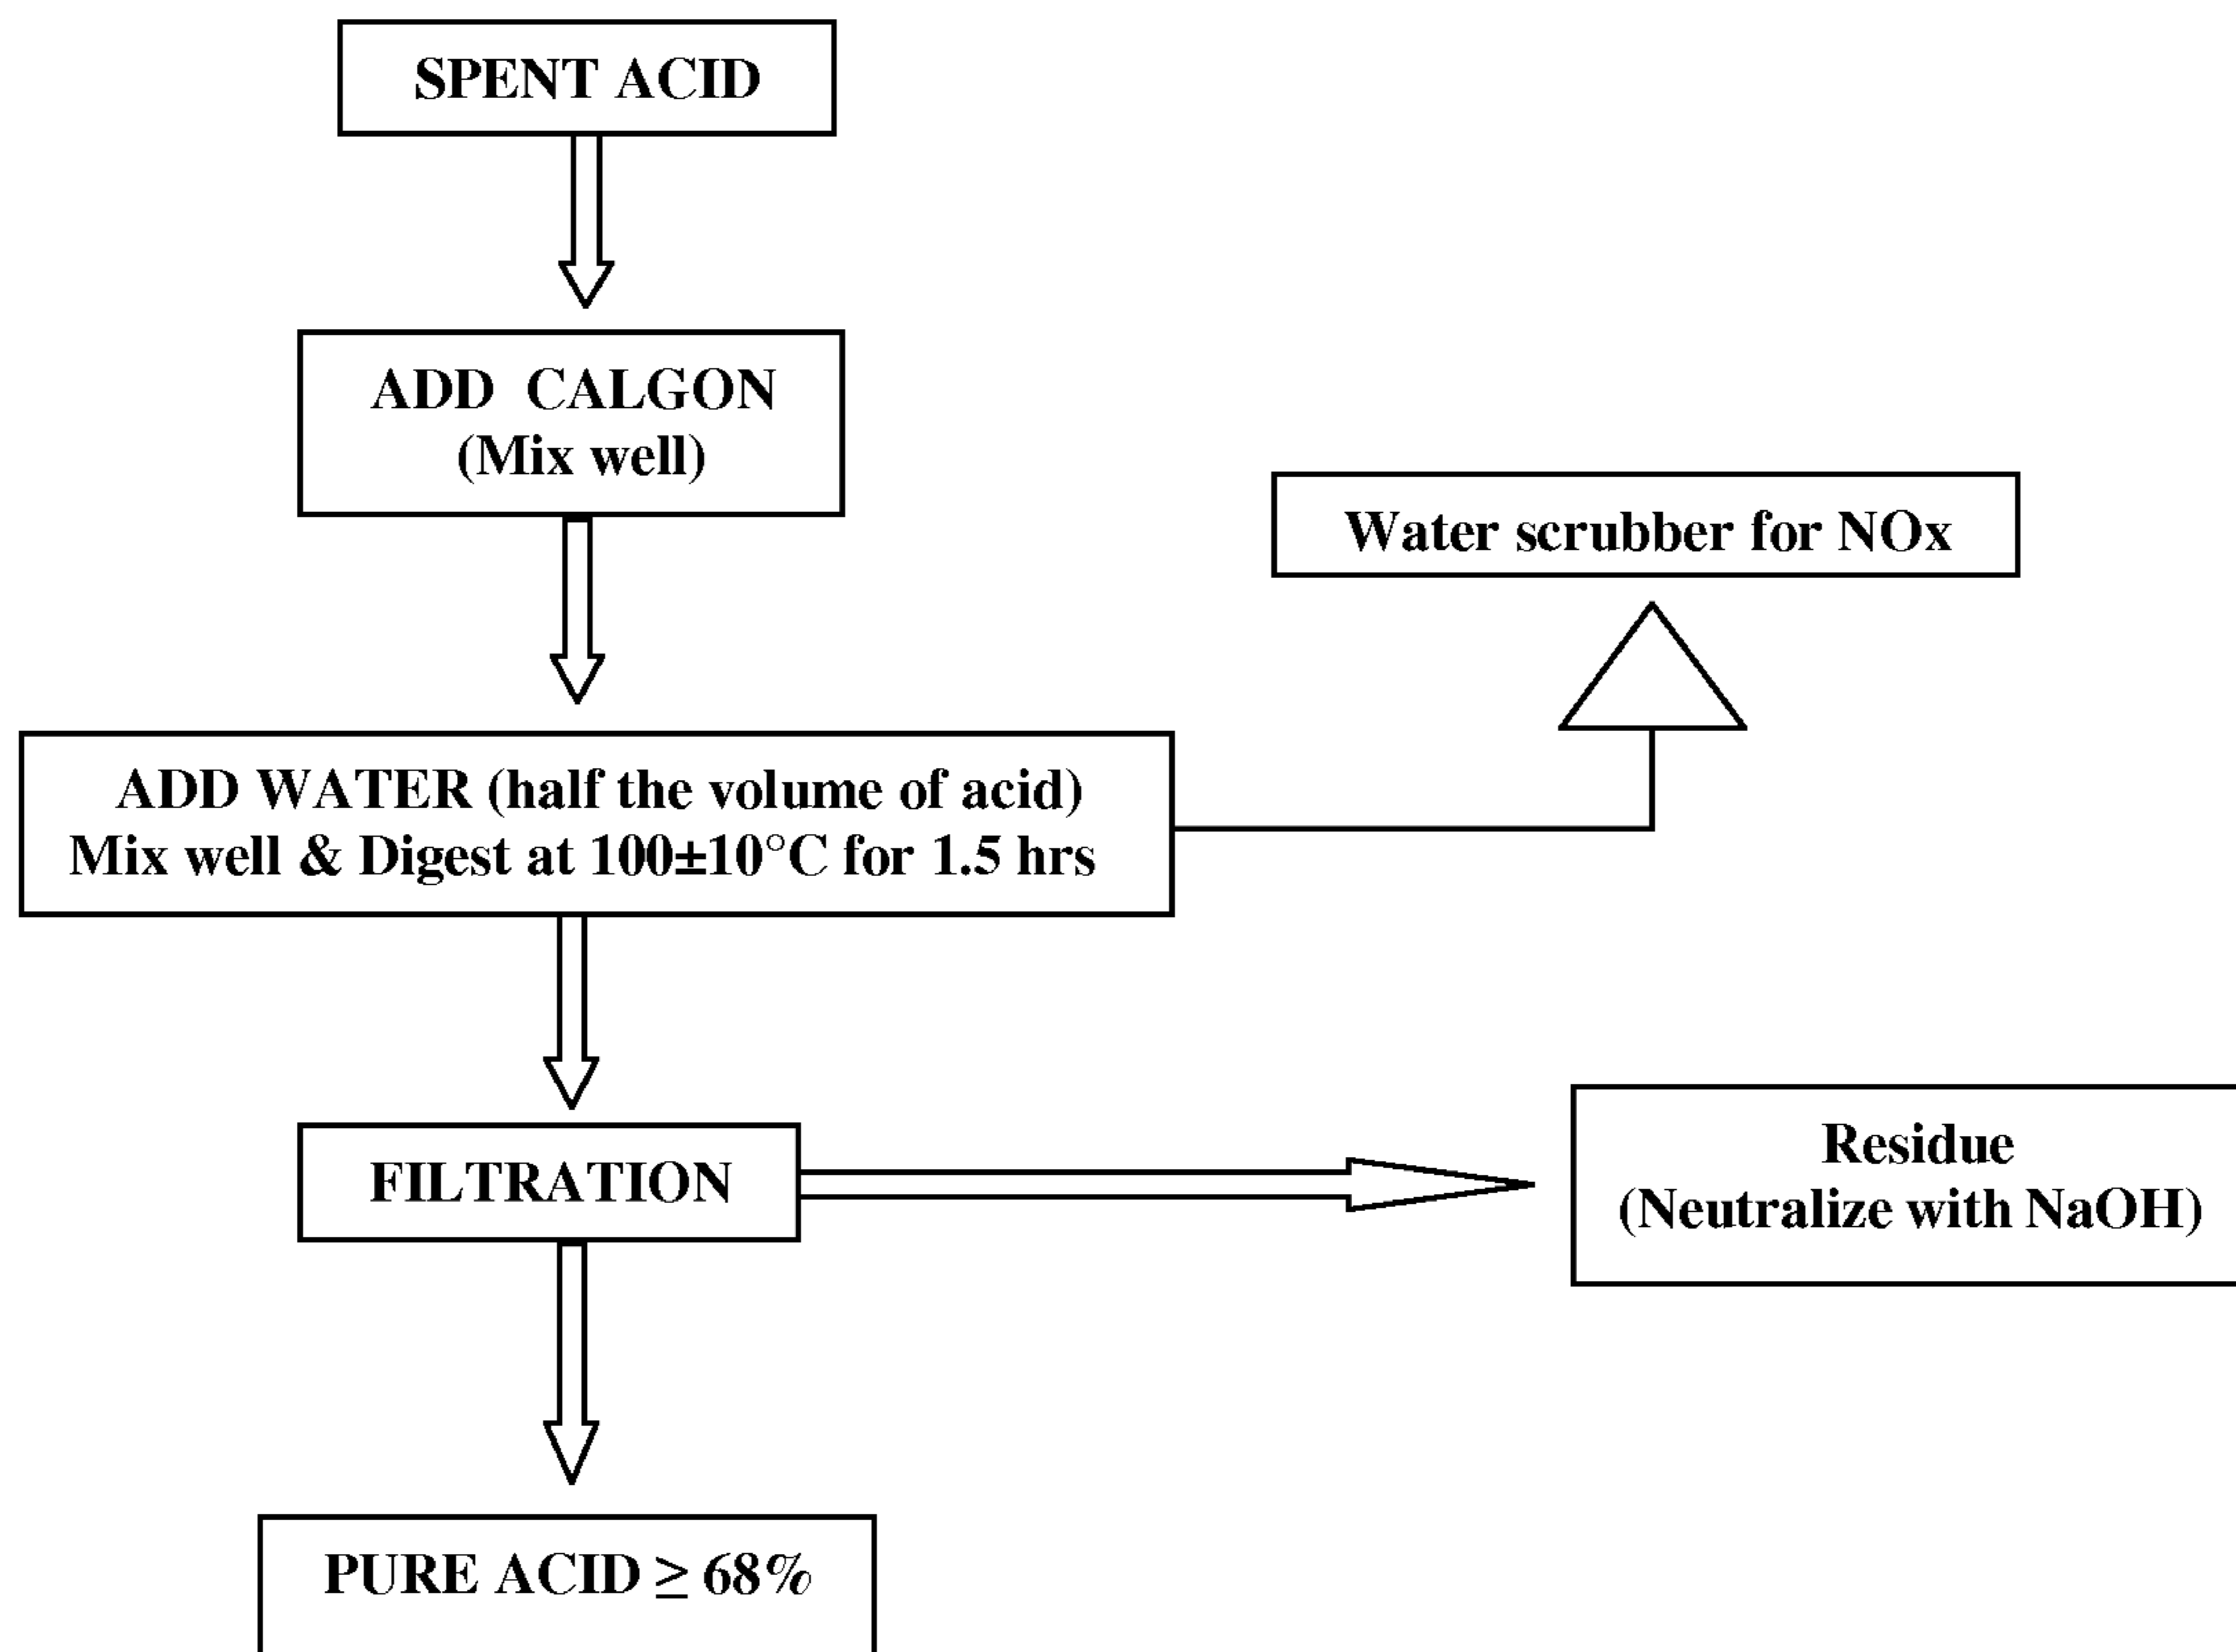 SPENT ACID
ADD CALGON
(Mix well)
Water scrubber for NOx
ADD WATER (half the volume of acid)
Mix well & Digest at 100±10°C for 1.5 hrs
FILTRATION
Residue
(Neutralize with NaOH)
PURE ACID ≥ 68%